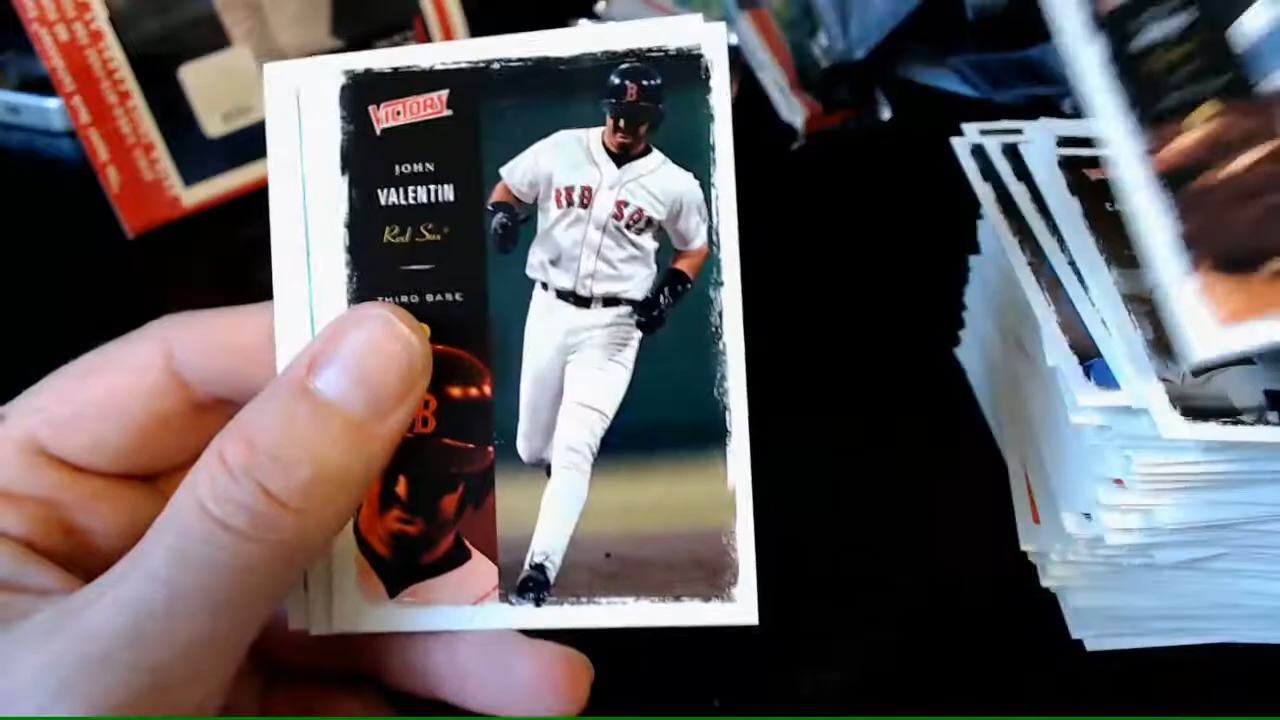 VICTORY
JOHN
VALENTIN
Red Sox
THIRD BASE
B
RED SOX
B